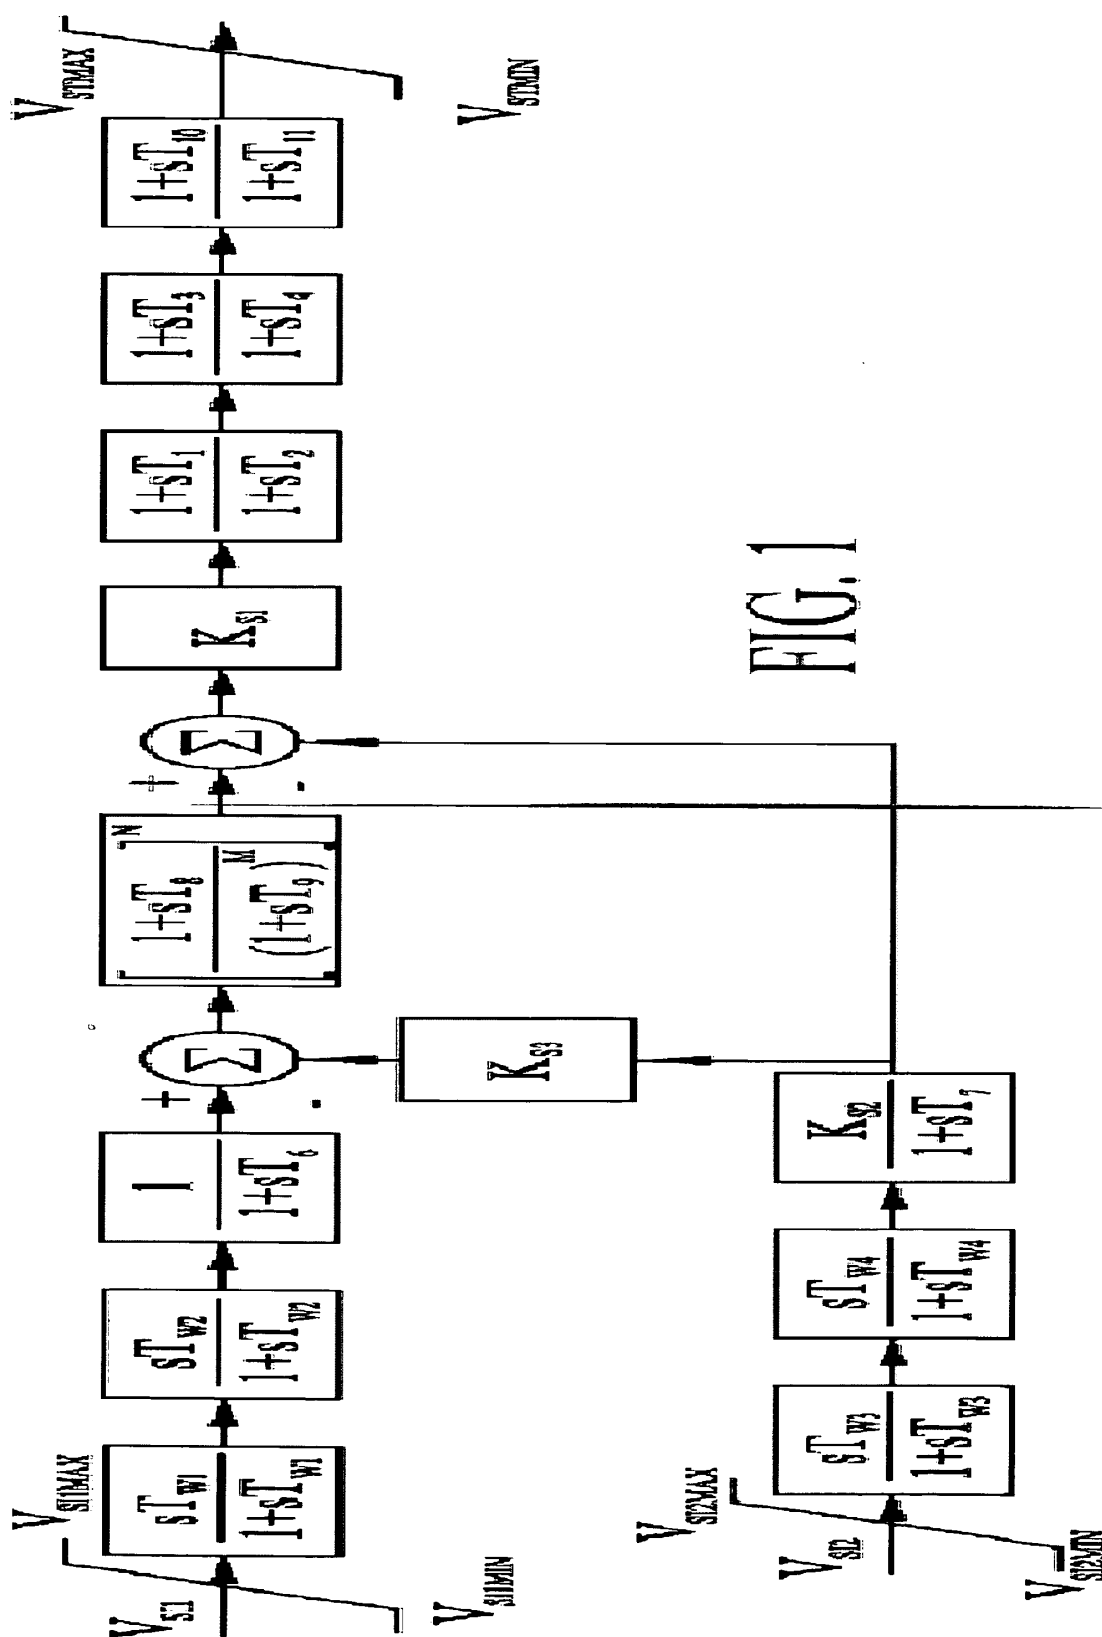 V_SI1MAX
V_SI1
V_SI1MIN
sT_W1
1+sT_W1
sT_W2
1+sT_W2
1
1+sT_6
+
-
Σ
[1+sT_8
(1+sT_9)^M]^N
+
-
Σ
K_S1
1+sT_1
1+sT_2
1+sT_3
1+sT_4
1+sT_10
1+sT_11
V_STMAX
V_STMIN
K_S3
V_SI2MAX
V_SI2
V_SI2MIN
sT_W3
1+sT_W3
sT_W4
1+sT_W4
K_S2
1+sT_7
FIG. 1